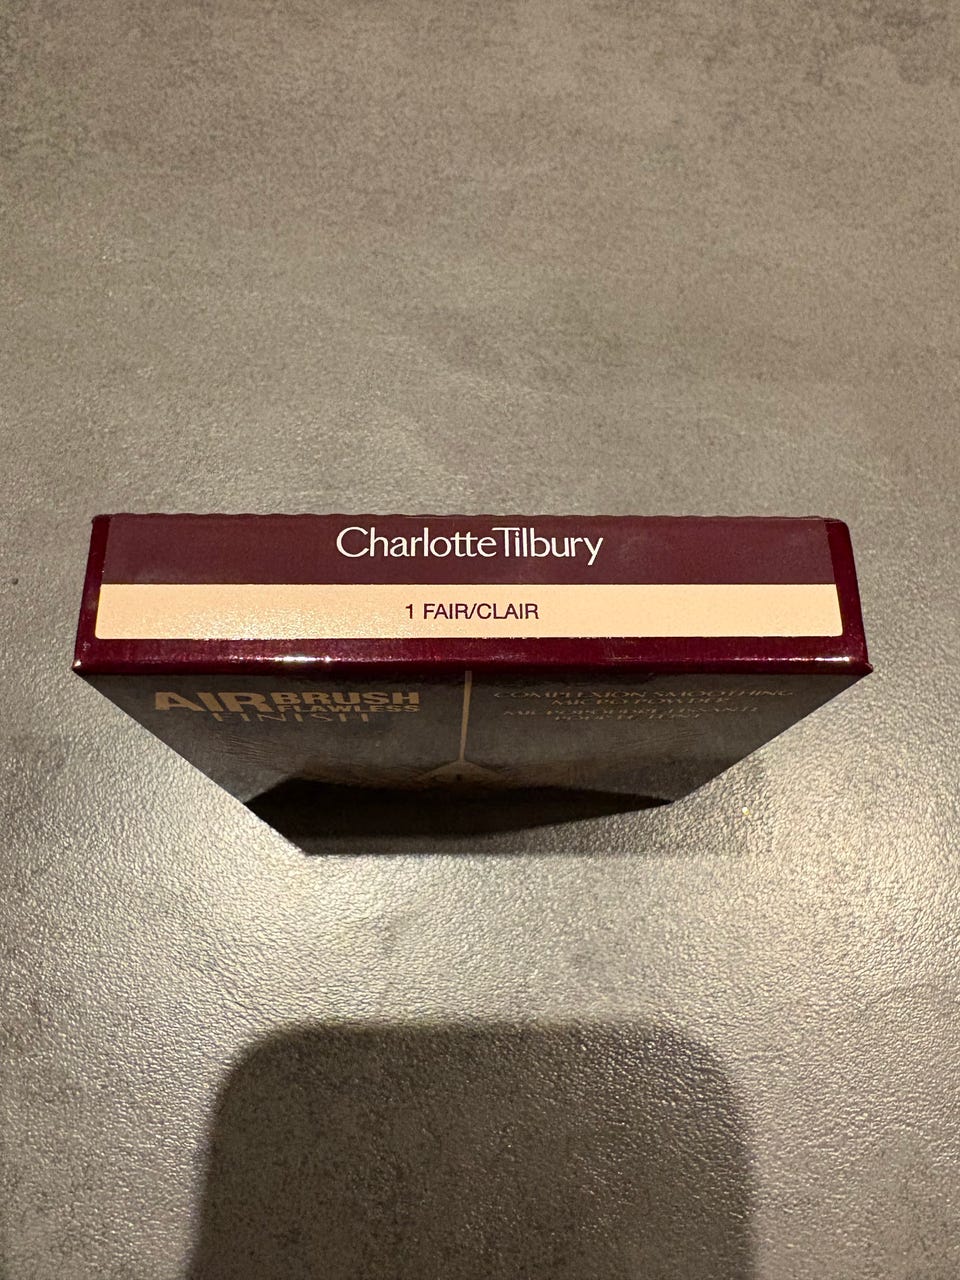 CharlotteTilbury
1 FAIR/CLAIR
AIRBRUSH
FLAWLESS
FINISH
COMPLEXION SMOOTHING
MICRO POWDER